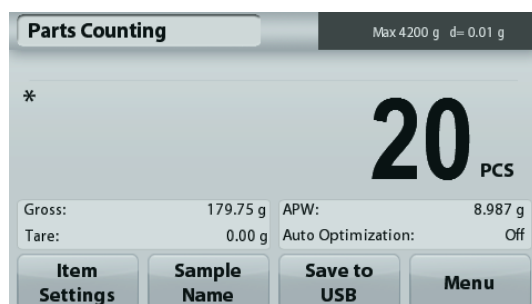 Parts Counting
Max 4200 g d= 0.01 g
*
20 PCS
Gross: 179.75 g APW: 8.987 g
Tare: 0.00 g Auto Optimization: Off
Item Settings
Sample Name
Save to USB
Menu